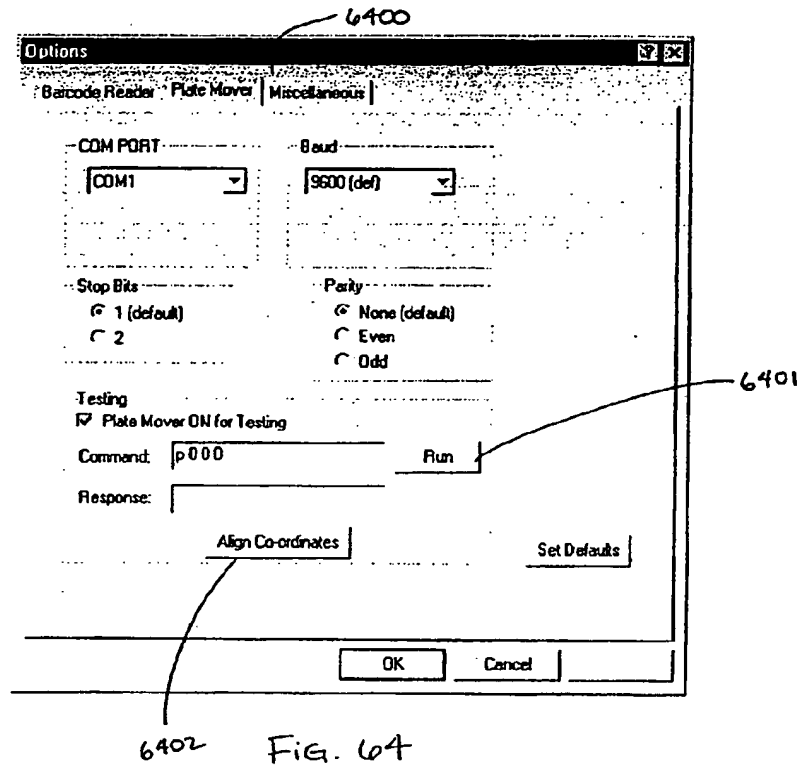 6400
Options
Barcode Reader Plate Mover Miscellaneous
COM PORT Baud
COM1 9600 (def)
Stop Bits Parity
1 (default) None (default)
2 Even
Odd
6401
Testing
Plate Mover ON for Testing
Command: p000 Run
Response:
Align Co-ordinates Set Defaults
OK Cancel
6402 FiG. 64